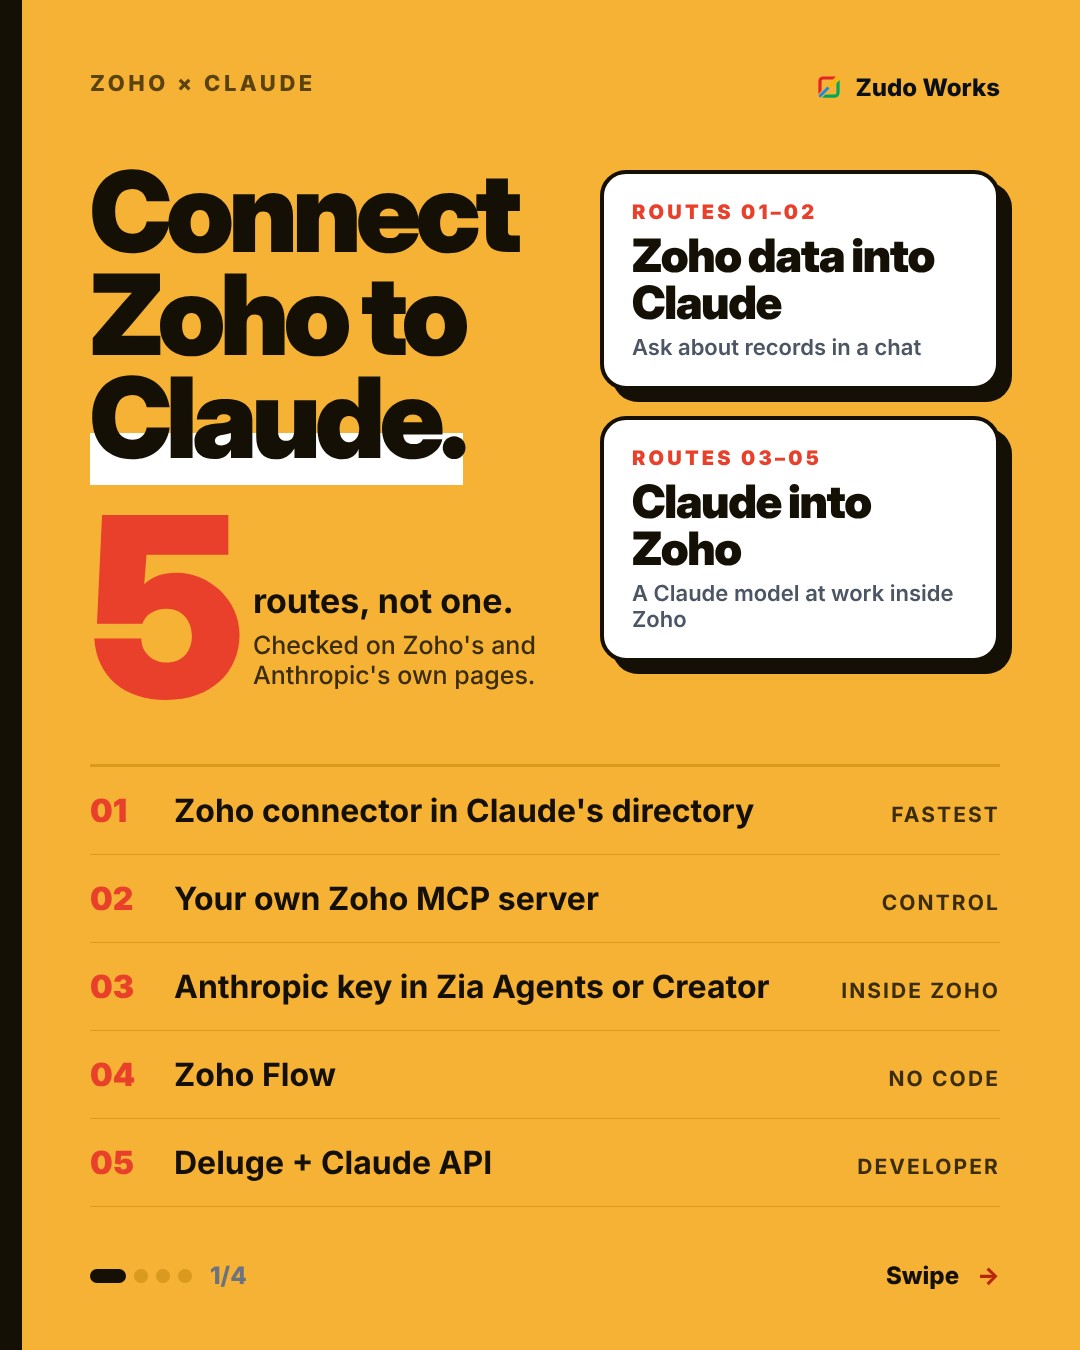 ZOHO × CLAUDE
Zudo Works
Connect
Zoho to
Claude.
5
routes, not one.
Checked on Zoho's and
Anthropic's own pages.
ROUTES 01–02
Zoho data into
Claude
Ask about records in a chat
ROUTES 03–05
Claude into
Zoho
A Claude model at work inside
Zoho
01 Zoho connector in Claude's directory FASTEST
02 Your own Zoho MCP server CONTROL
03 Anthropic key in Zia Agents or Creator INSIDE ZOHO
04 Zoho Flow NO CODE
05 Deluge + Claude API DEVELOPER
1/4
Swipe →